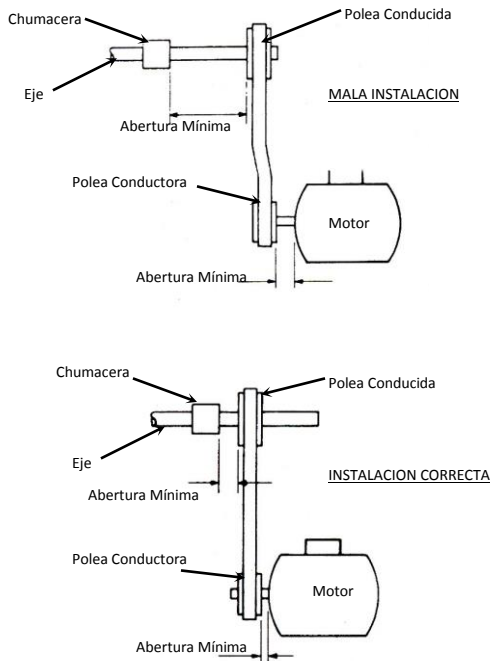 Polea Conducida
Chumacera
Eje
MALA INSTALACION
Abertura Mínima
Polea Conductora
Motor
Abertura Mínima
Chumacera
Polea Conducida
Eje
INSTALACION CORRECTA
Abertura Mínima
Polea Conductora
Motor
Abertura Mínima